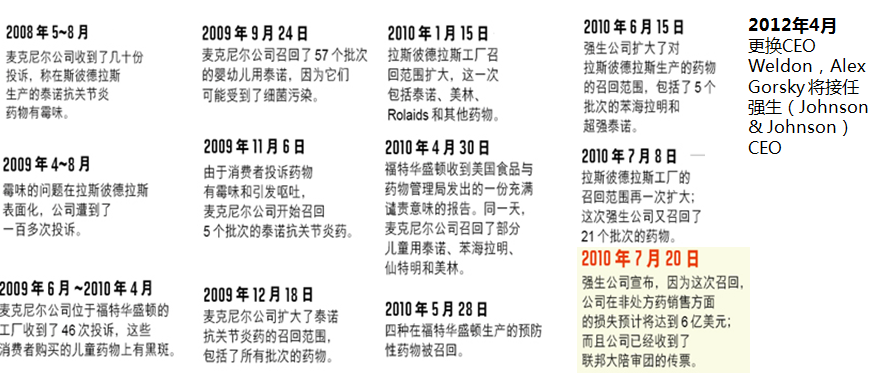 2008 年 5~8 月
麦克尼尔公司收到了几十份
投诉，称在斯彼德拉斯
生产的泰诺抗关节炎
药物有霉味。
2009 年 4~8 月
霉味的问题在拉斯彼德拉斯
表面化，公司遭到了
一百多次投诉。
2009 年 6 月 ~2010 年 4 月
麦克尼尔公司位于福特华盛顿的
工厂收到了 46 次投诉，这些
消费者购买的儿童药物上有黑斑。
2009 年 9 月 24 日
麦克尼尔公司召回了 57 个批次
的婴幼儿用泰诺，因为它们
可能受到了细菌污染。
2009 年 11 月 6 日
由于消费者投诉药物
有霉味和引发呕吐，
麦克尼尔公司开始召回
5 个批次的泰诺抗关节炎药。
2009 年 12 月 18 日
麦克尼尔公司扩大了泰诺
抗关节炎药的召回范围，
包括了所有批次的药物。
2010 年 1 月 15 日
拉斯彼德拉斯工厂召
回范围扩大，这一次
包括泰诺、美林、
Rolaids 和其他药物。
2010 年 4 月 30 日
福特华盛顿收到美国食品与
药物管理局发出的一份充满
谴责意味的报告。同一天，
麦克尼尔公司召回了部分
儿童用泰诺、苯海拉明、
仙特明和美林。
2010 年 5 月 28 日
四种在福特华盛顿生产的预防
性药物被召回。
2010 年 6 月 15 日
强生公司扩大了对
拉斯彼德拉斯生产的药物
的召回范围，包括了 5 个
批次的苯海拉明和
超强泰诺。
2010 年 7 月 8 日
拉斯彼德拉斯工厂的
召回范围再一次扩大；
这次强生公司又召回了
21 个批次的药物。
2010 年 7 月 20 日
强生公司宣布，因为这次召回，
公司在非处方药销售方面
的损失预计将达到 6 亿美元；
而且公司已经收到了
联邦大陪审团的传票。
2012年4月
更换CEO
Weldon，Alex
Gorsky 将接任
强生（Johnson
& Johnson）
CEO